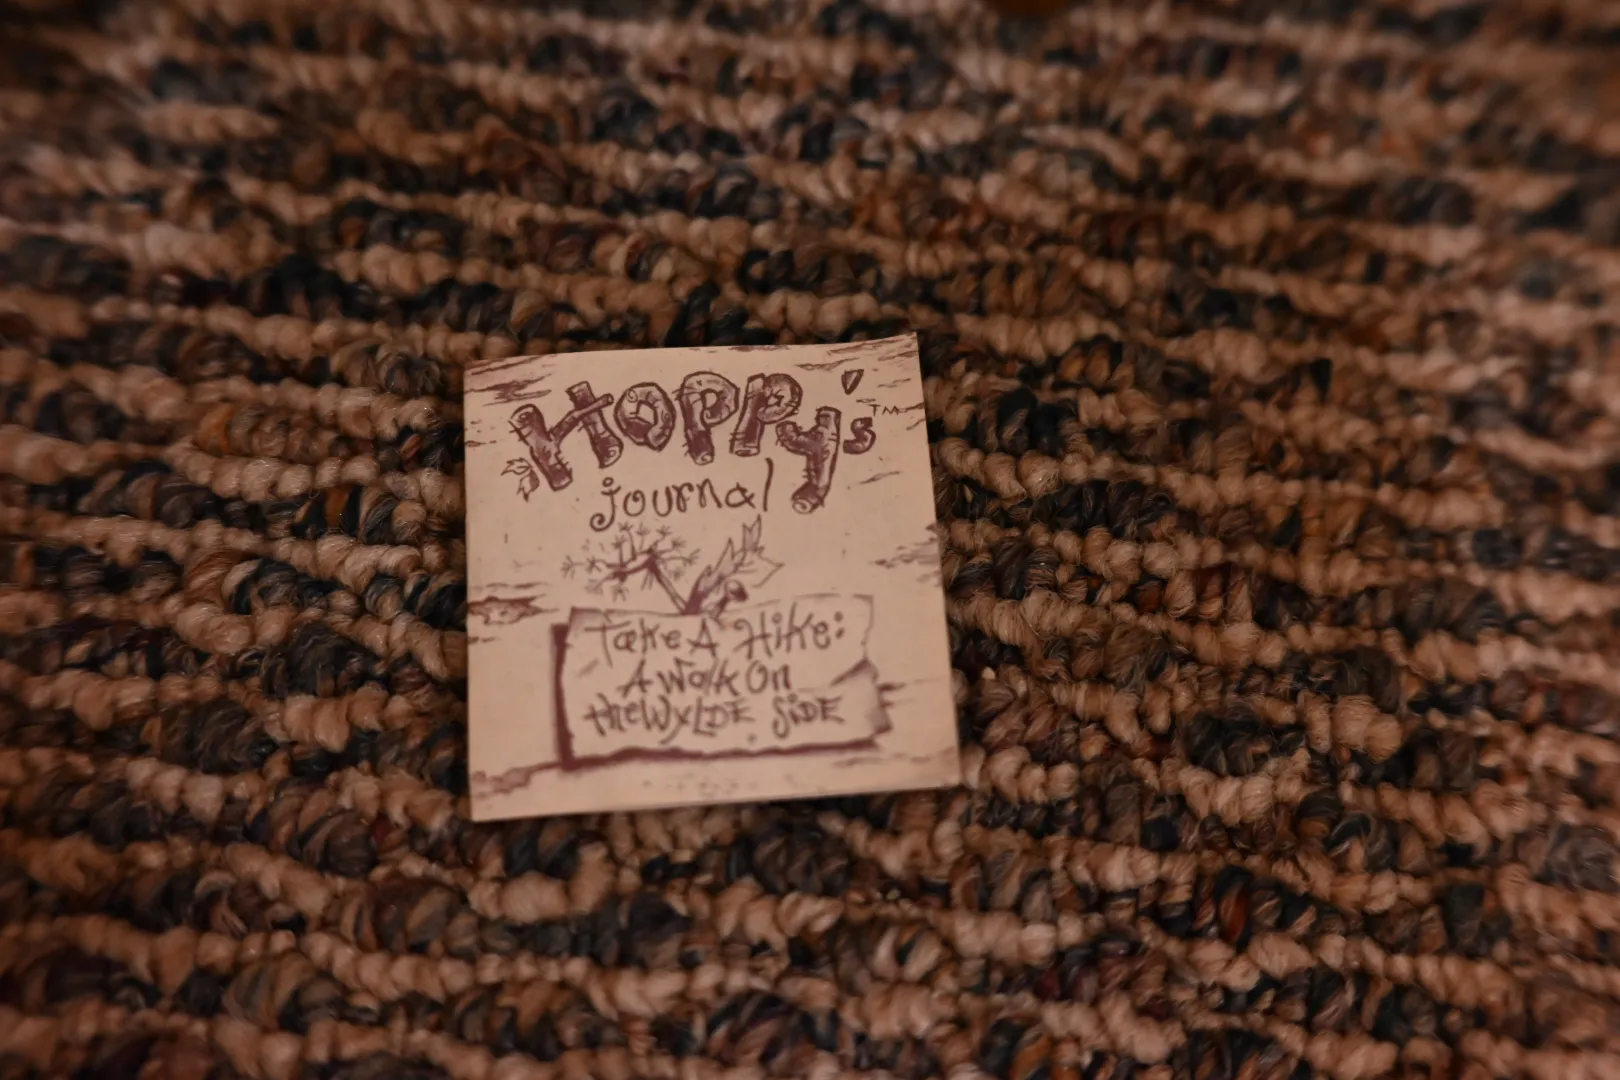 Hoppy's™
journal
Take A Hike:
A Walk On
the WyLDE SiDE